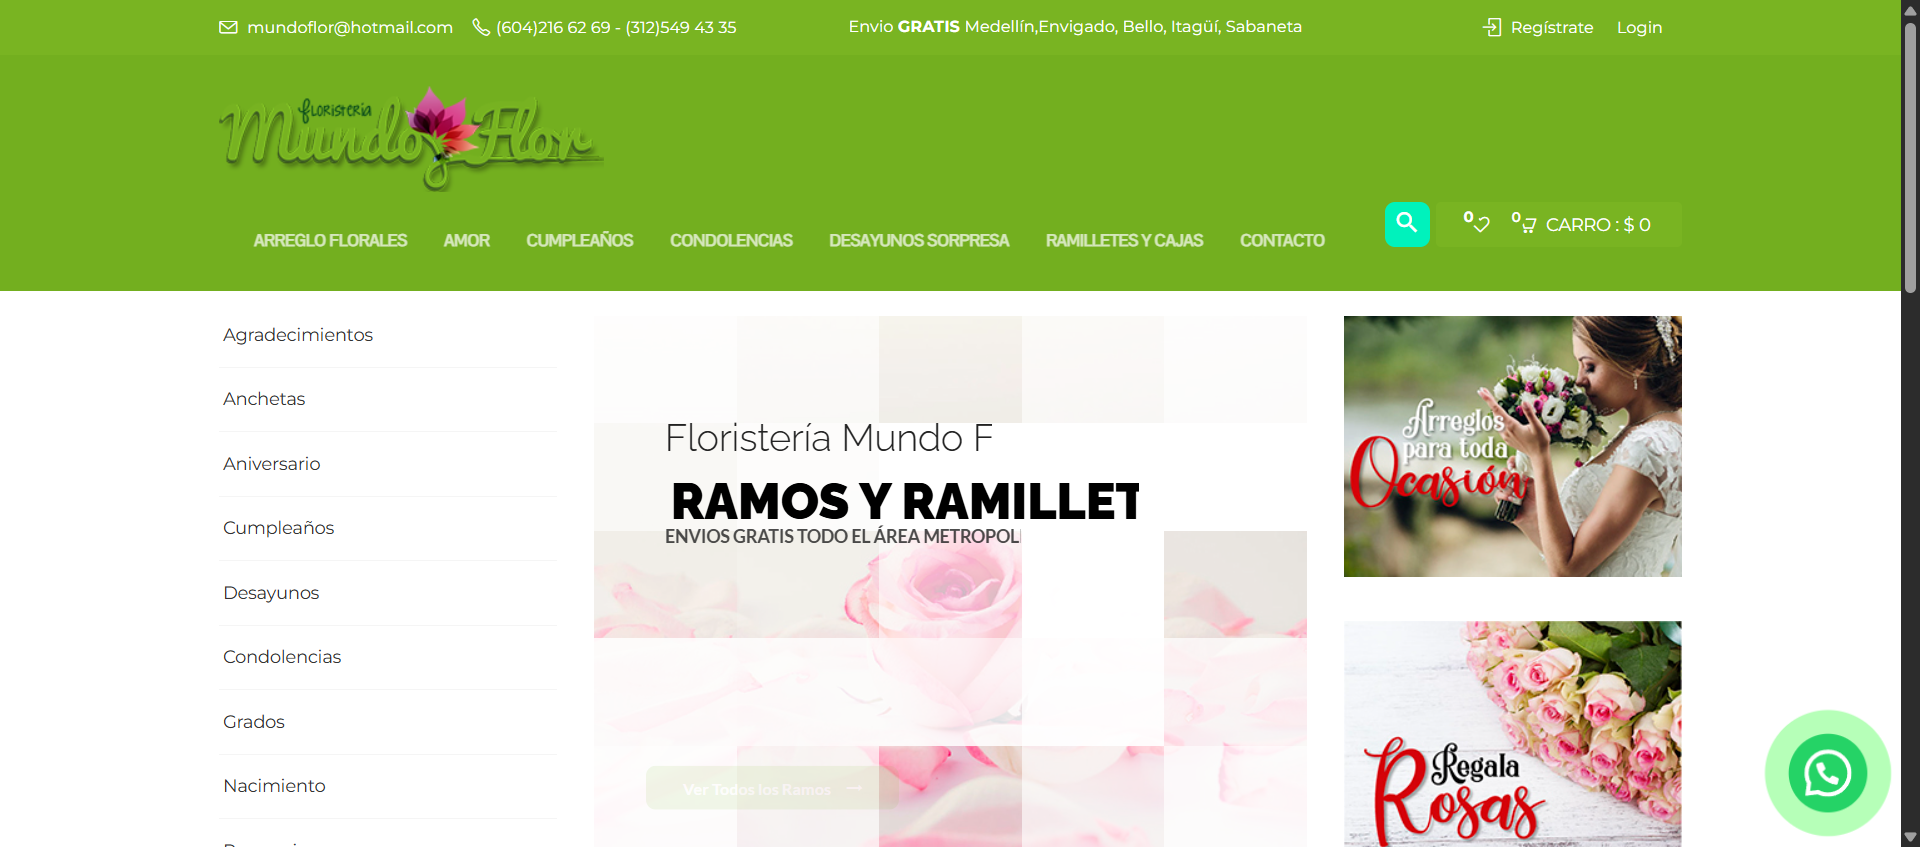 mundoflor@hotmail.com
(604)216 62 69 - (312)549 43 35
Envio GRATIS Medellín,Envigado, Bello, Itagüí, Sabaneta
Regístrate
Login
Floristería
Mundo Flor
ARREGLO FLORALES
AMOR
CUMPLEAÑOS
CONDOLENCIAS
DESAYUNOS SORPRESA
RAMILLETES Y CAJAS
CONTACTO
0
0
CARRO : $ 0
Agradecimientos
Anchetas
Aniversario
Cumpleaños
Desayunos
Condolencias
Grados
Nacimiento
Floristería Mundo F
RAMOS Y RAMILLET
ENVIOS GRATIS TODO EL ÁREA METROPOL
Ver Todos los Ramos
Arreglos
para toda
Ocasión
Regala
Rosas